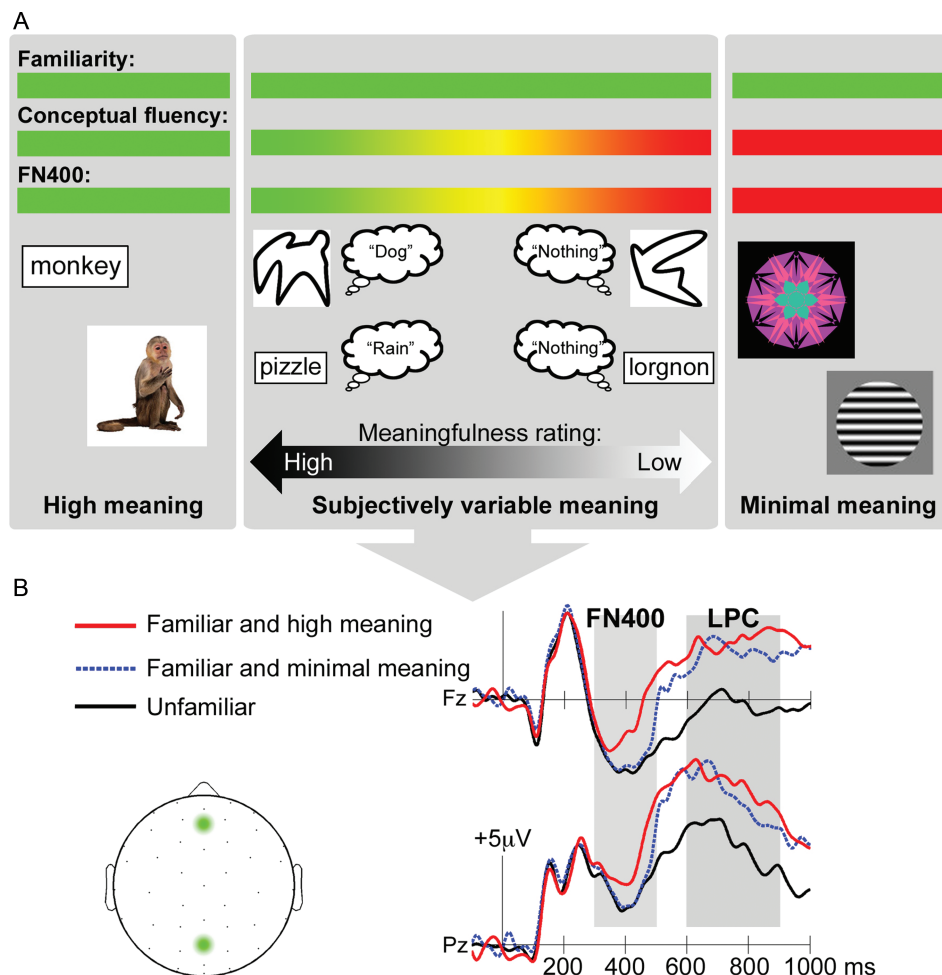 A
Familiarity:
Conceptual fluency:
FN400:
monkey
“Dog”
“Nothing”
pizzle
“Rain”
“Nothing”
lorgnon
Meaningfulness rating:
High
Low
High meaning
Subjectively variable meaning
Minimal meaning
B
Familiar and high meaning
Familiar and minimal meaning
Unfamiliar
FN400
LPC
Fz
+5µV
Pz
200 400 600 800 1000 ms